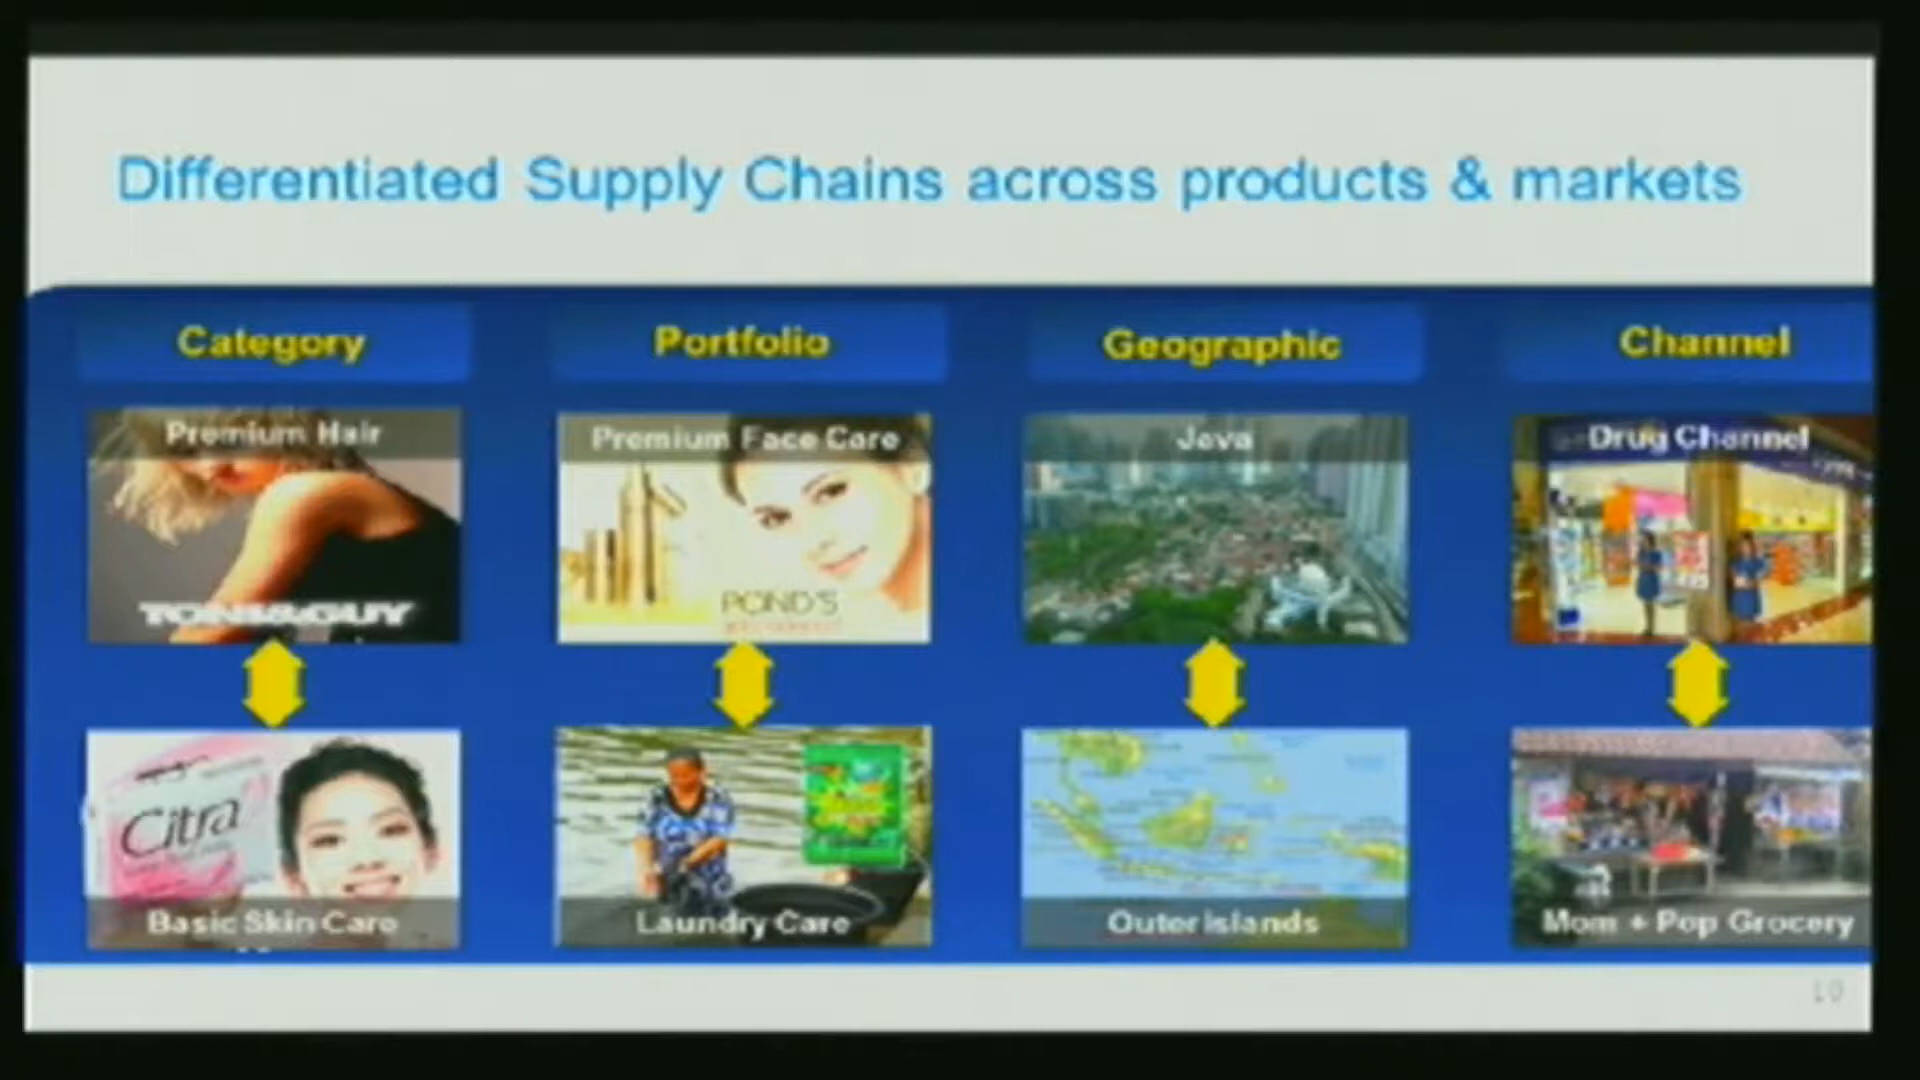 Differentiated Supply Chains across products & markets
Category
Portfolio
Geographic
Channel
Premium Hair
Premium Face Care
Java
Drug Channel
TONI&GUY
POND'S
Citra
Basic Skin Care
Laundry Care
Outer islands
Mom + Pop Grocery
10